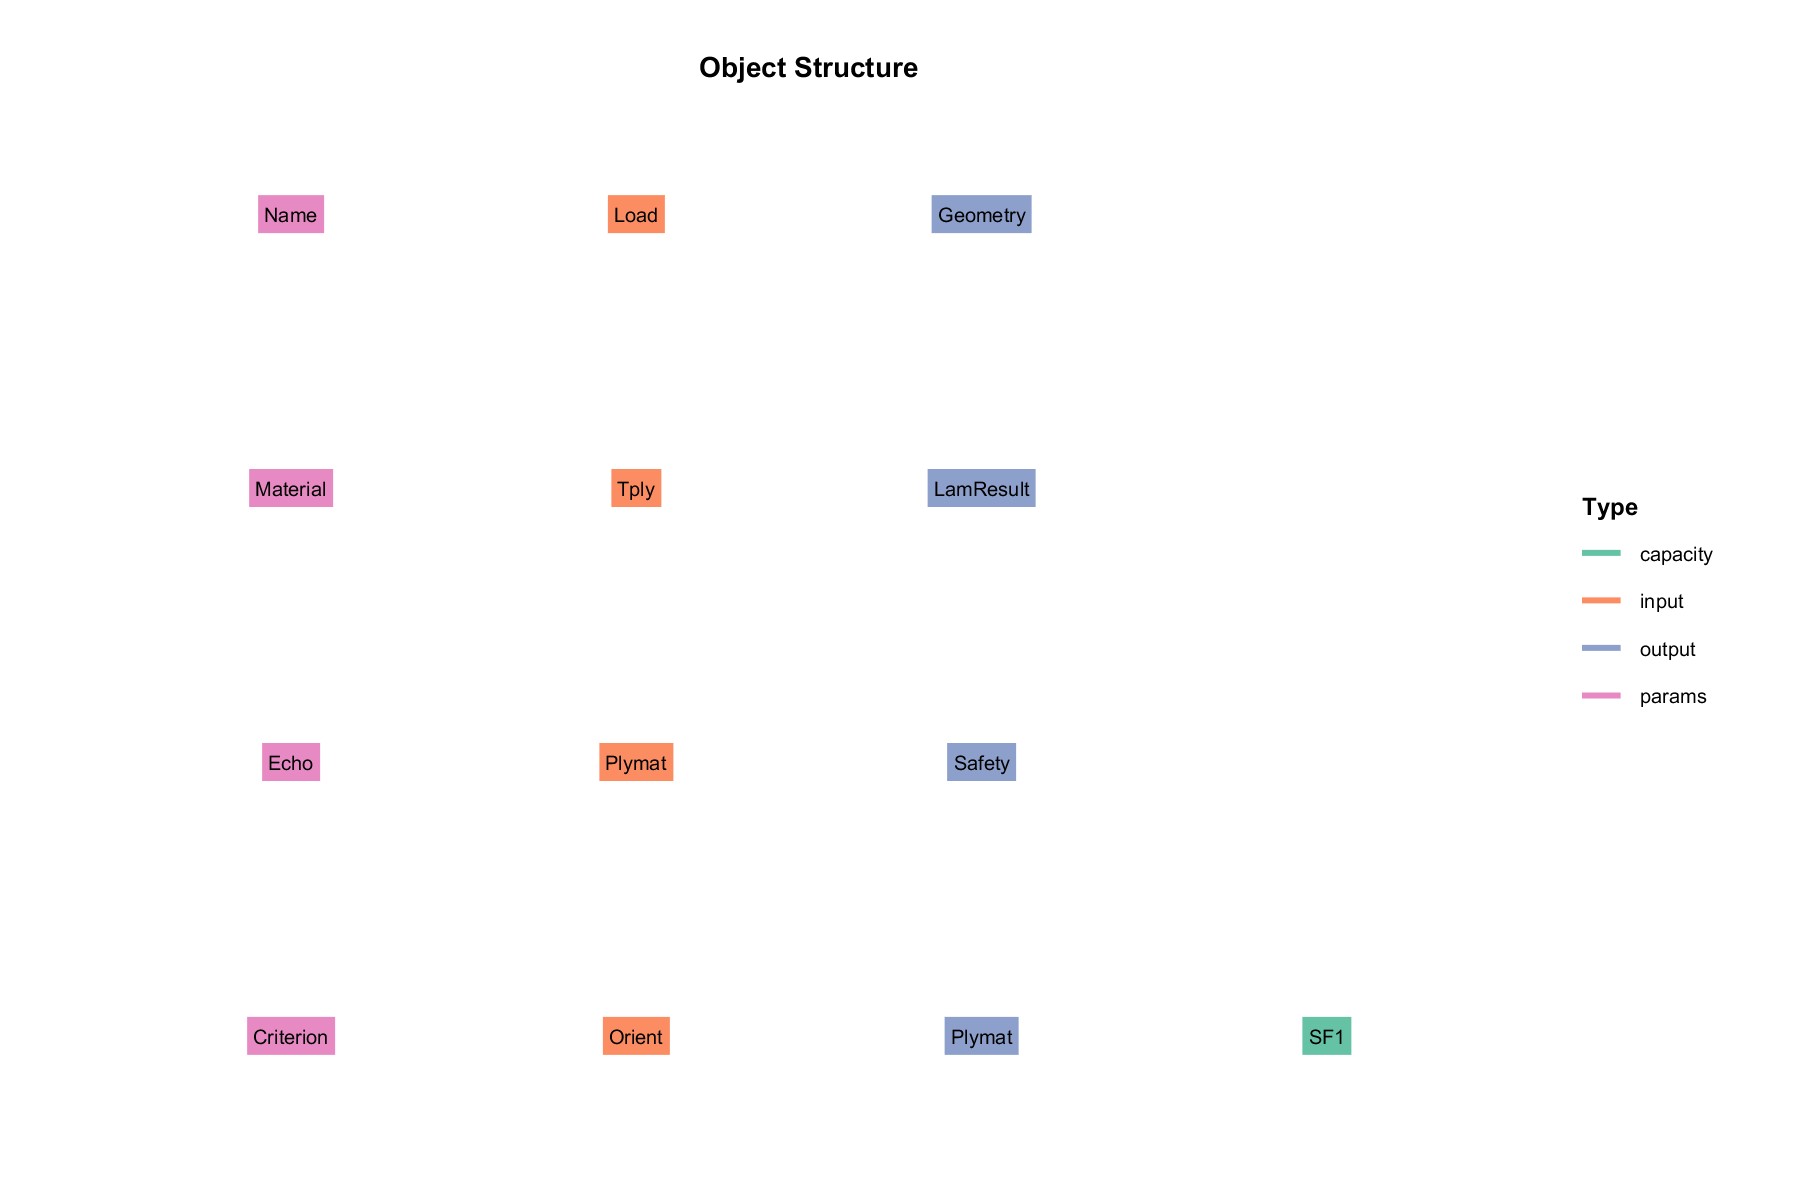 Object Structure
Name
Load
Geometry
Material
Tply
LamResult
Type
capacity
input
output
params
Echo
Plymat
Safety
Criterion
Orient
Plymat
SF1